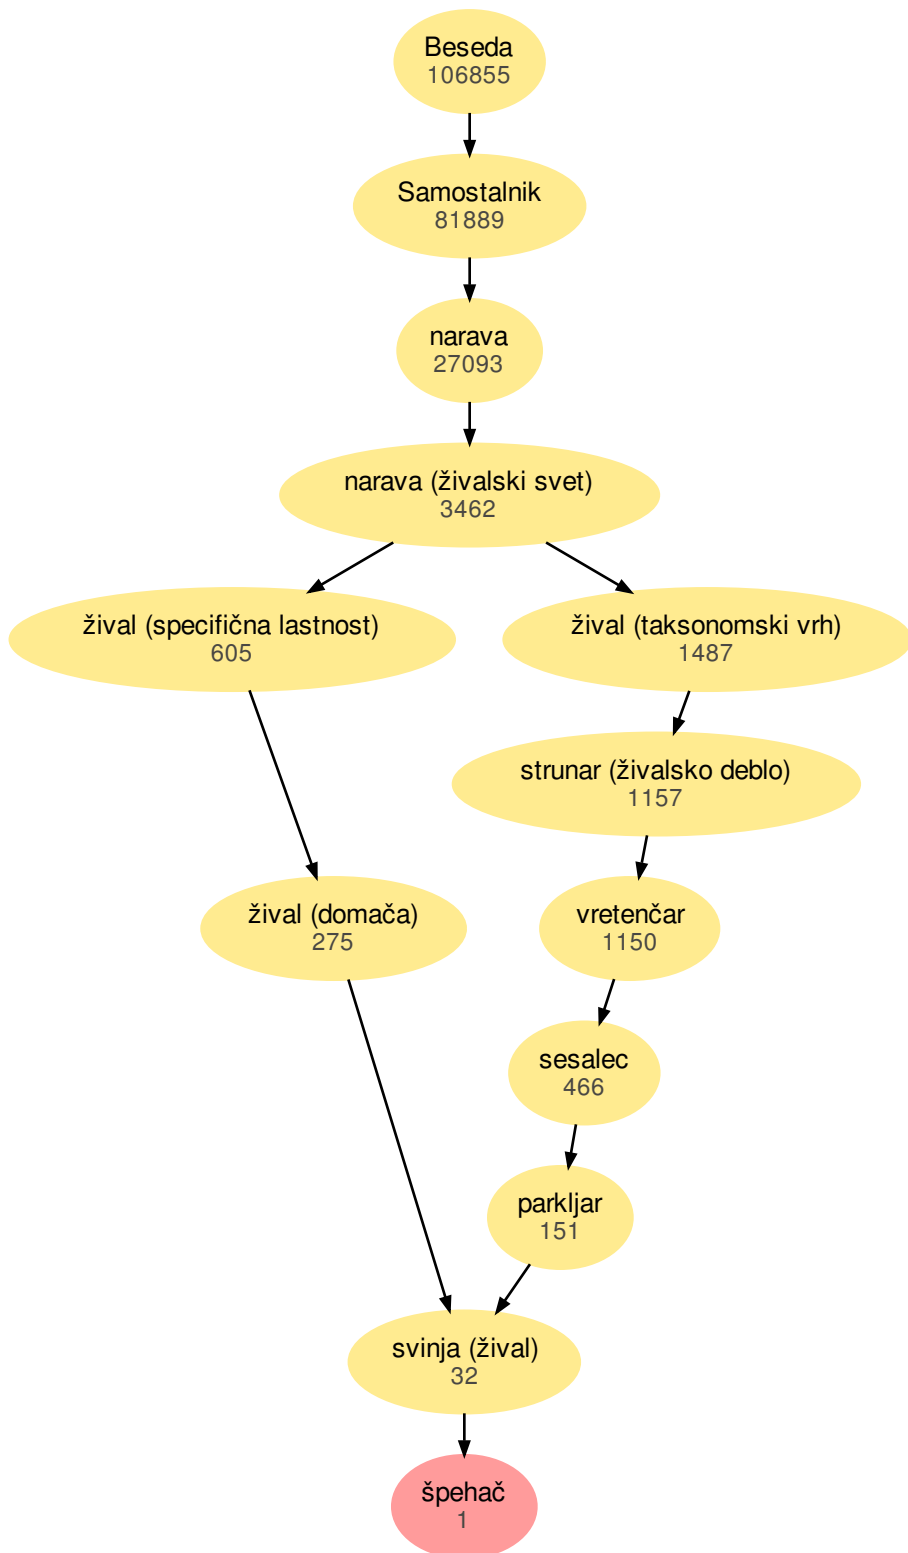 Beseda
106855
Samostalnik
81889
narava
27093
narava (živalski svet)
3462
žival (specifična lastnost)
605
žival (taksonomski vrh)
1487
strunar (živalsko deblo)
1157
žival (domača)
275
vretenčar
1150
sesalec
466
parkljar
151
svinja (žival)
32
špehač
1